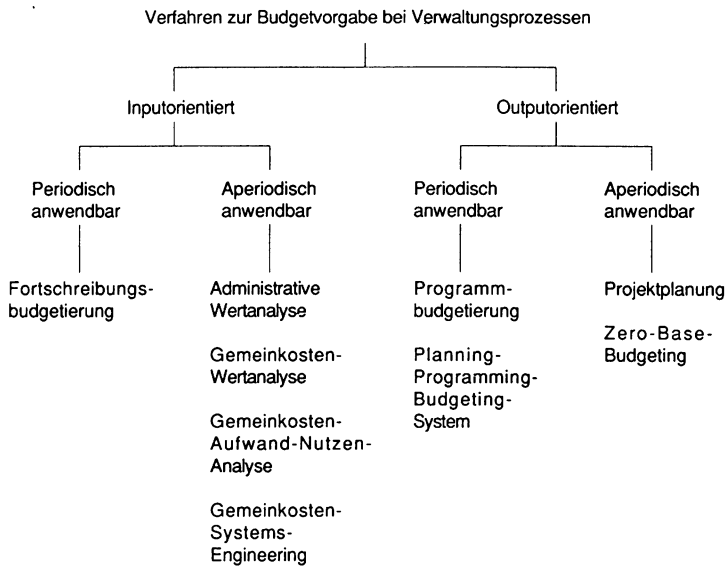 Verfahren zur Budgetvorgabe bei Verwaltungsprozessen
Inputorientiert
Outputorientiert
Periodisch
anwendbar
Aperiodisch
anwendbar
Periodisch
anwendbar
Aperiodisch
anwendbar
Fortschreibungs-
budgetierung
Administrative
Wertanalyse
Gemeinkosten-
Wertanalyse
Gemeinkosten-
Aufwand-Nutzen-
Analyse
Gemeinkosten-
Systems-
Engineering
Programm-
budgetierung
Planning-
Programming-
Budgeting-
System
Projektplanung
Zero-Base-
Budgeting